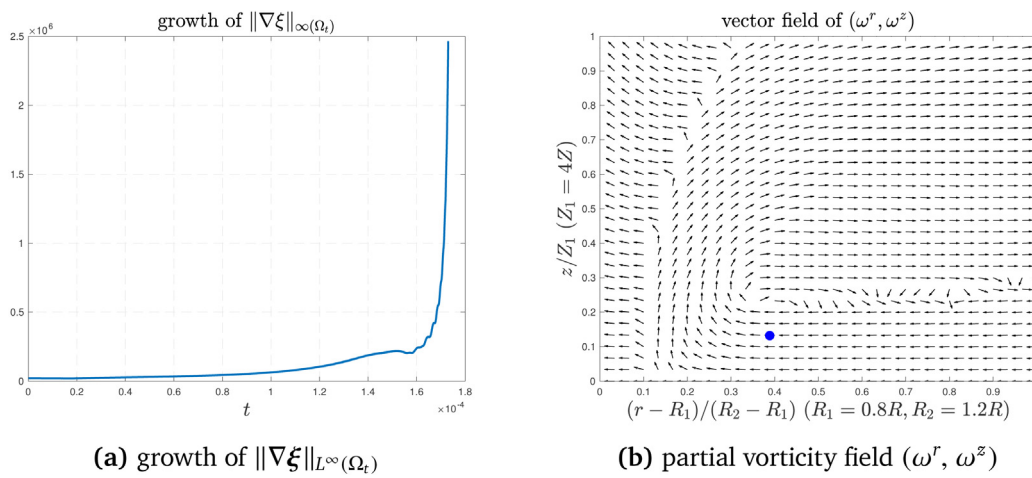 growth of ‖∇ξ‖∞(Ωt)
×10⁶
2.5
2
1.5
1
0.5
0
0 0.2 0.4 0.6 0.8 1 1.2 1.4 1.6 1.8
t
×10⁻⁴
(a) growth of ‖∇ξ‖L∞(Ωt)
vector field of (ωʳ, ωᶻ)
1
0.9
0.8
0.7
0.6
0.5
0.4
0.3
0.2
0.1
0
z/Z₁ (Z₁ = 4Z)
0 0.1 0.2 0.3 0.4 0.5 0.6 0.7 0.8 0.9
(r − R₁)/(R₂ − R₁) (R₁ = 0.8R, R₂ = 1.2R)
(b) partial vorticity field (ωʳ, ωᶻ)